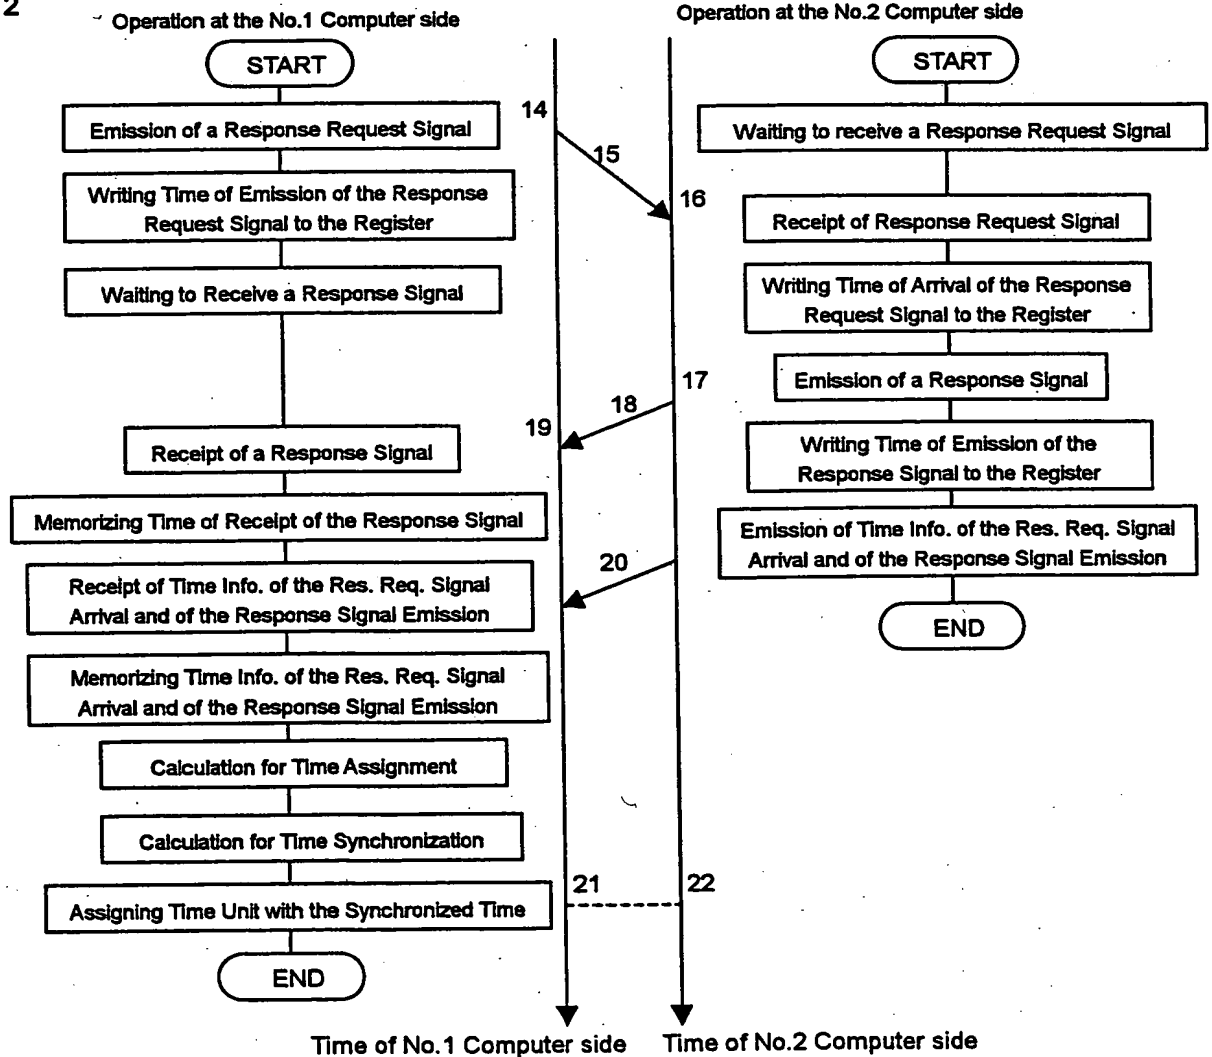 2
Operation at the No.1 Computer side
START
Emission of a Response Request Signal
Writing Time of Emission of the Response
Request Signal to the Register
Waiting to Receive a Response Signal
Receipt of a Response Signal
Memorizing Time of Receipt of the Response Signal
Receipt of Time Info. of the Res. Req. Signal
Arrival and of the Response Signal Emission
Memorizing Time Info. of the Res. Req. Signal
Arrival and of the Response Signal Emission
Calculation for Time Assignment
Calculation for Time Synchronization
Assigning Time Unit with the Synchronized Time
END
14
15
16
17
18
19
20
21
22
Time of No.1 Computer side
Time of No.2 Computer side
Operation at the No.2 Computer side
START
Waiting to receive a Response Request Signal
Receipt of Response Request Signal
Writing Time of Arrival of the Response
Request Signal to the Register
Emission of a Response Signal
Writing Time of Emission of the
Response Signal to the Register
Emission of Time Info. of the Res. Req. Signal
Arrival and of the Response Signal Emission
END